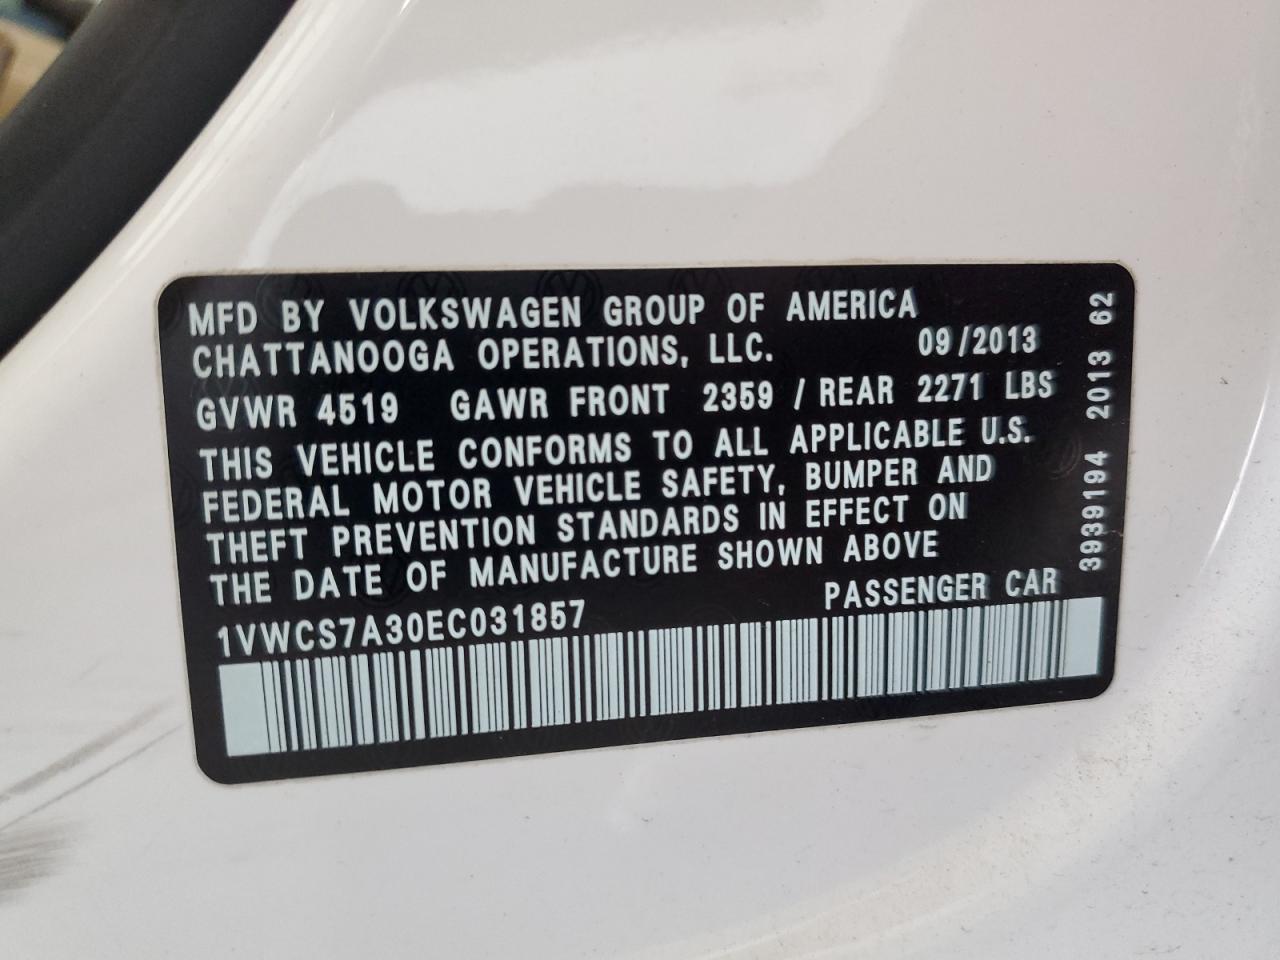 MFD BY VOLKSWAGEN GROUP OF AMERICA
CHATTANOOGA OPERATIONS, LLC. 09/2013
GVWR 4519 GAWR FRONT 2359 / REAR 2271 LBS
THIS VEHICLE CONFORMS TO ALL APPLICABLE U.S.
FEDERAL MOTOR VEHICLE SAFETY, BUMPER AND
THEFT PREVENTION STANDARDS IN EFFECT ON
THE DATE OF MANUFACTURE SHOWN ABOVE
1VWCS7A30EC031857 PASSENGER CAR
3939194 2013 62